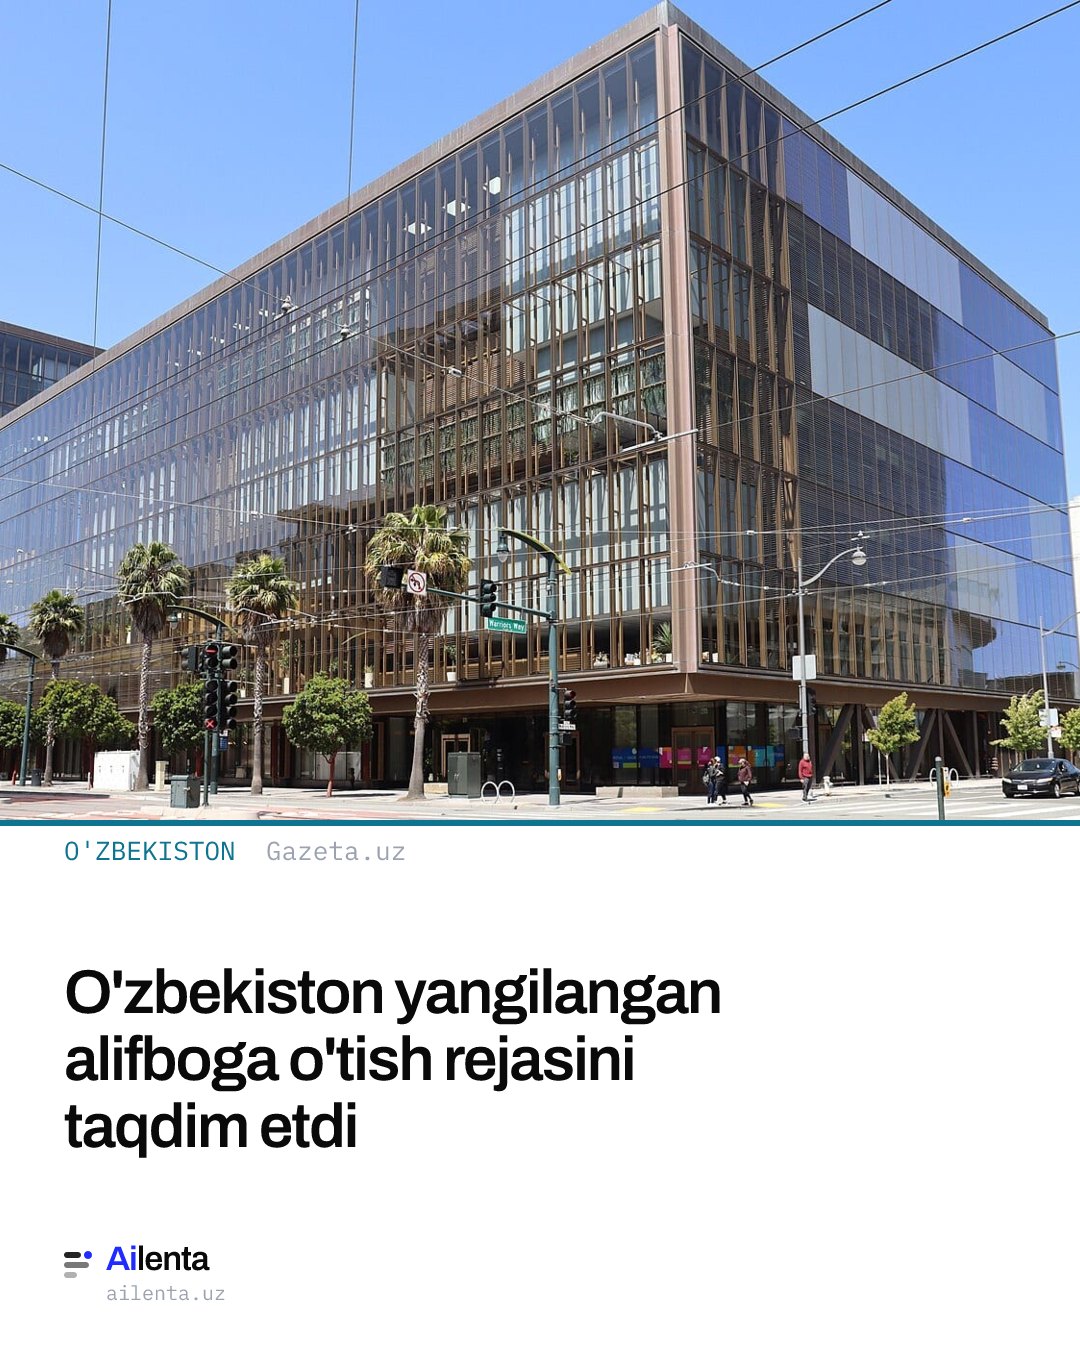 Warriors Way
O'ZBEKISTON Gazeta.uz
O'zbekiston yangilangan
alifboga o'tish rejasini
taqdim etdi
Ailenta
ailenta.uz